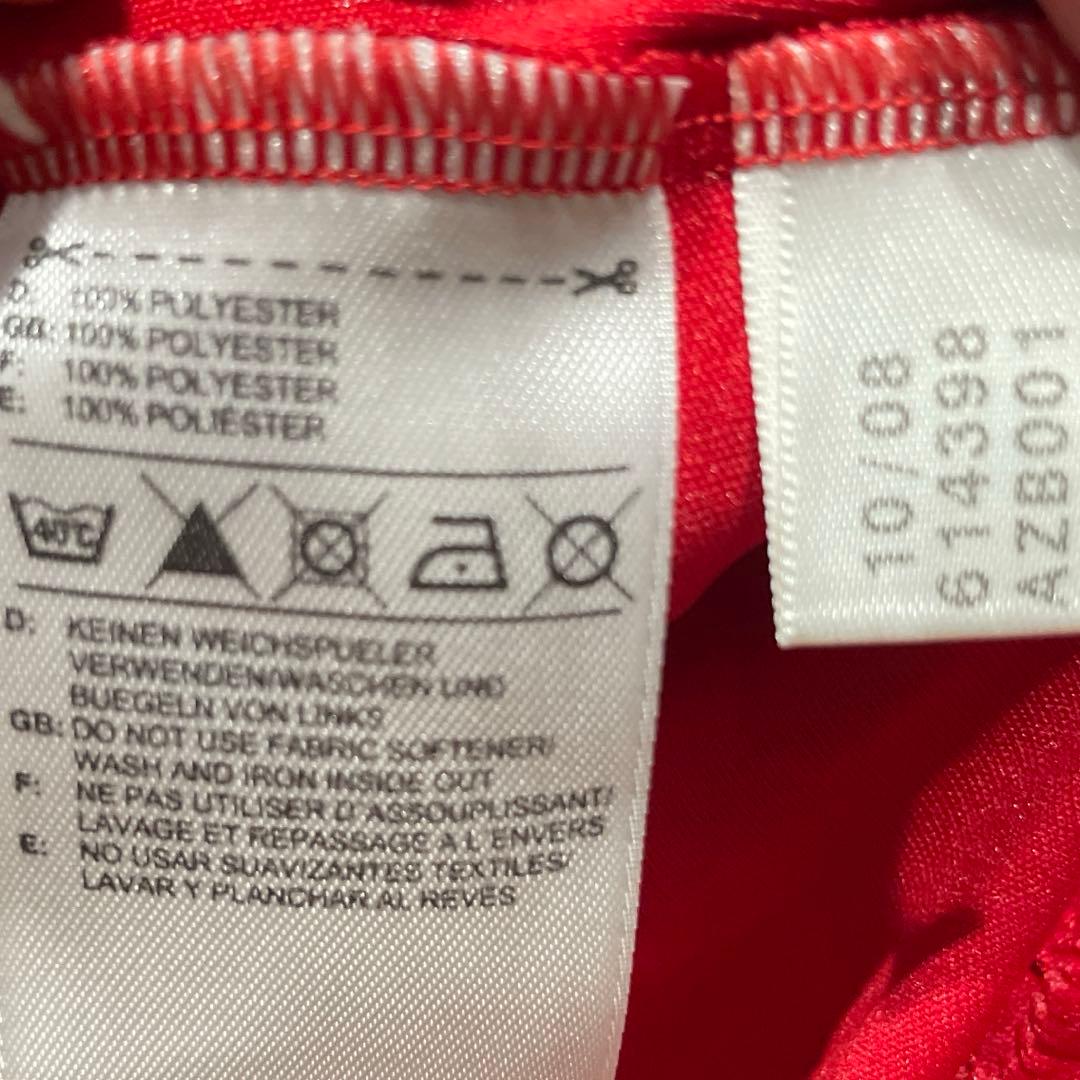 D: 100% POLYESTER
GB: 100% POLYESTER
F: 100% POLYESTER
E: 100% POLIÉSTER
40°C
D: KEINEN WEICHSPUELER
VERWENDEN/WASCHEN UND
BUEGELN VON LINKS
GB: DO NOT USE FABRIC SOFTENER/
WASH AND IRON INSIDE OUT
F: NE PAS UTILISER D'ASSOUPLISSANT/
LAVAGE ET REPASSAGE A L'ENVERS
E: NO USAR SUAVIZANTES TEXTILES/
LAVAR Y PLANCHAR AL REVES
10/08
614398
AZB001